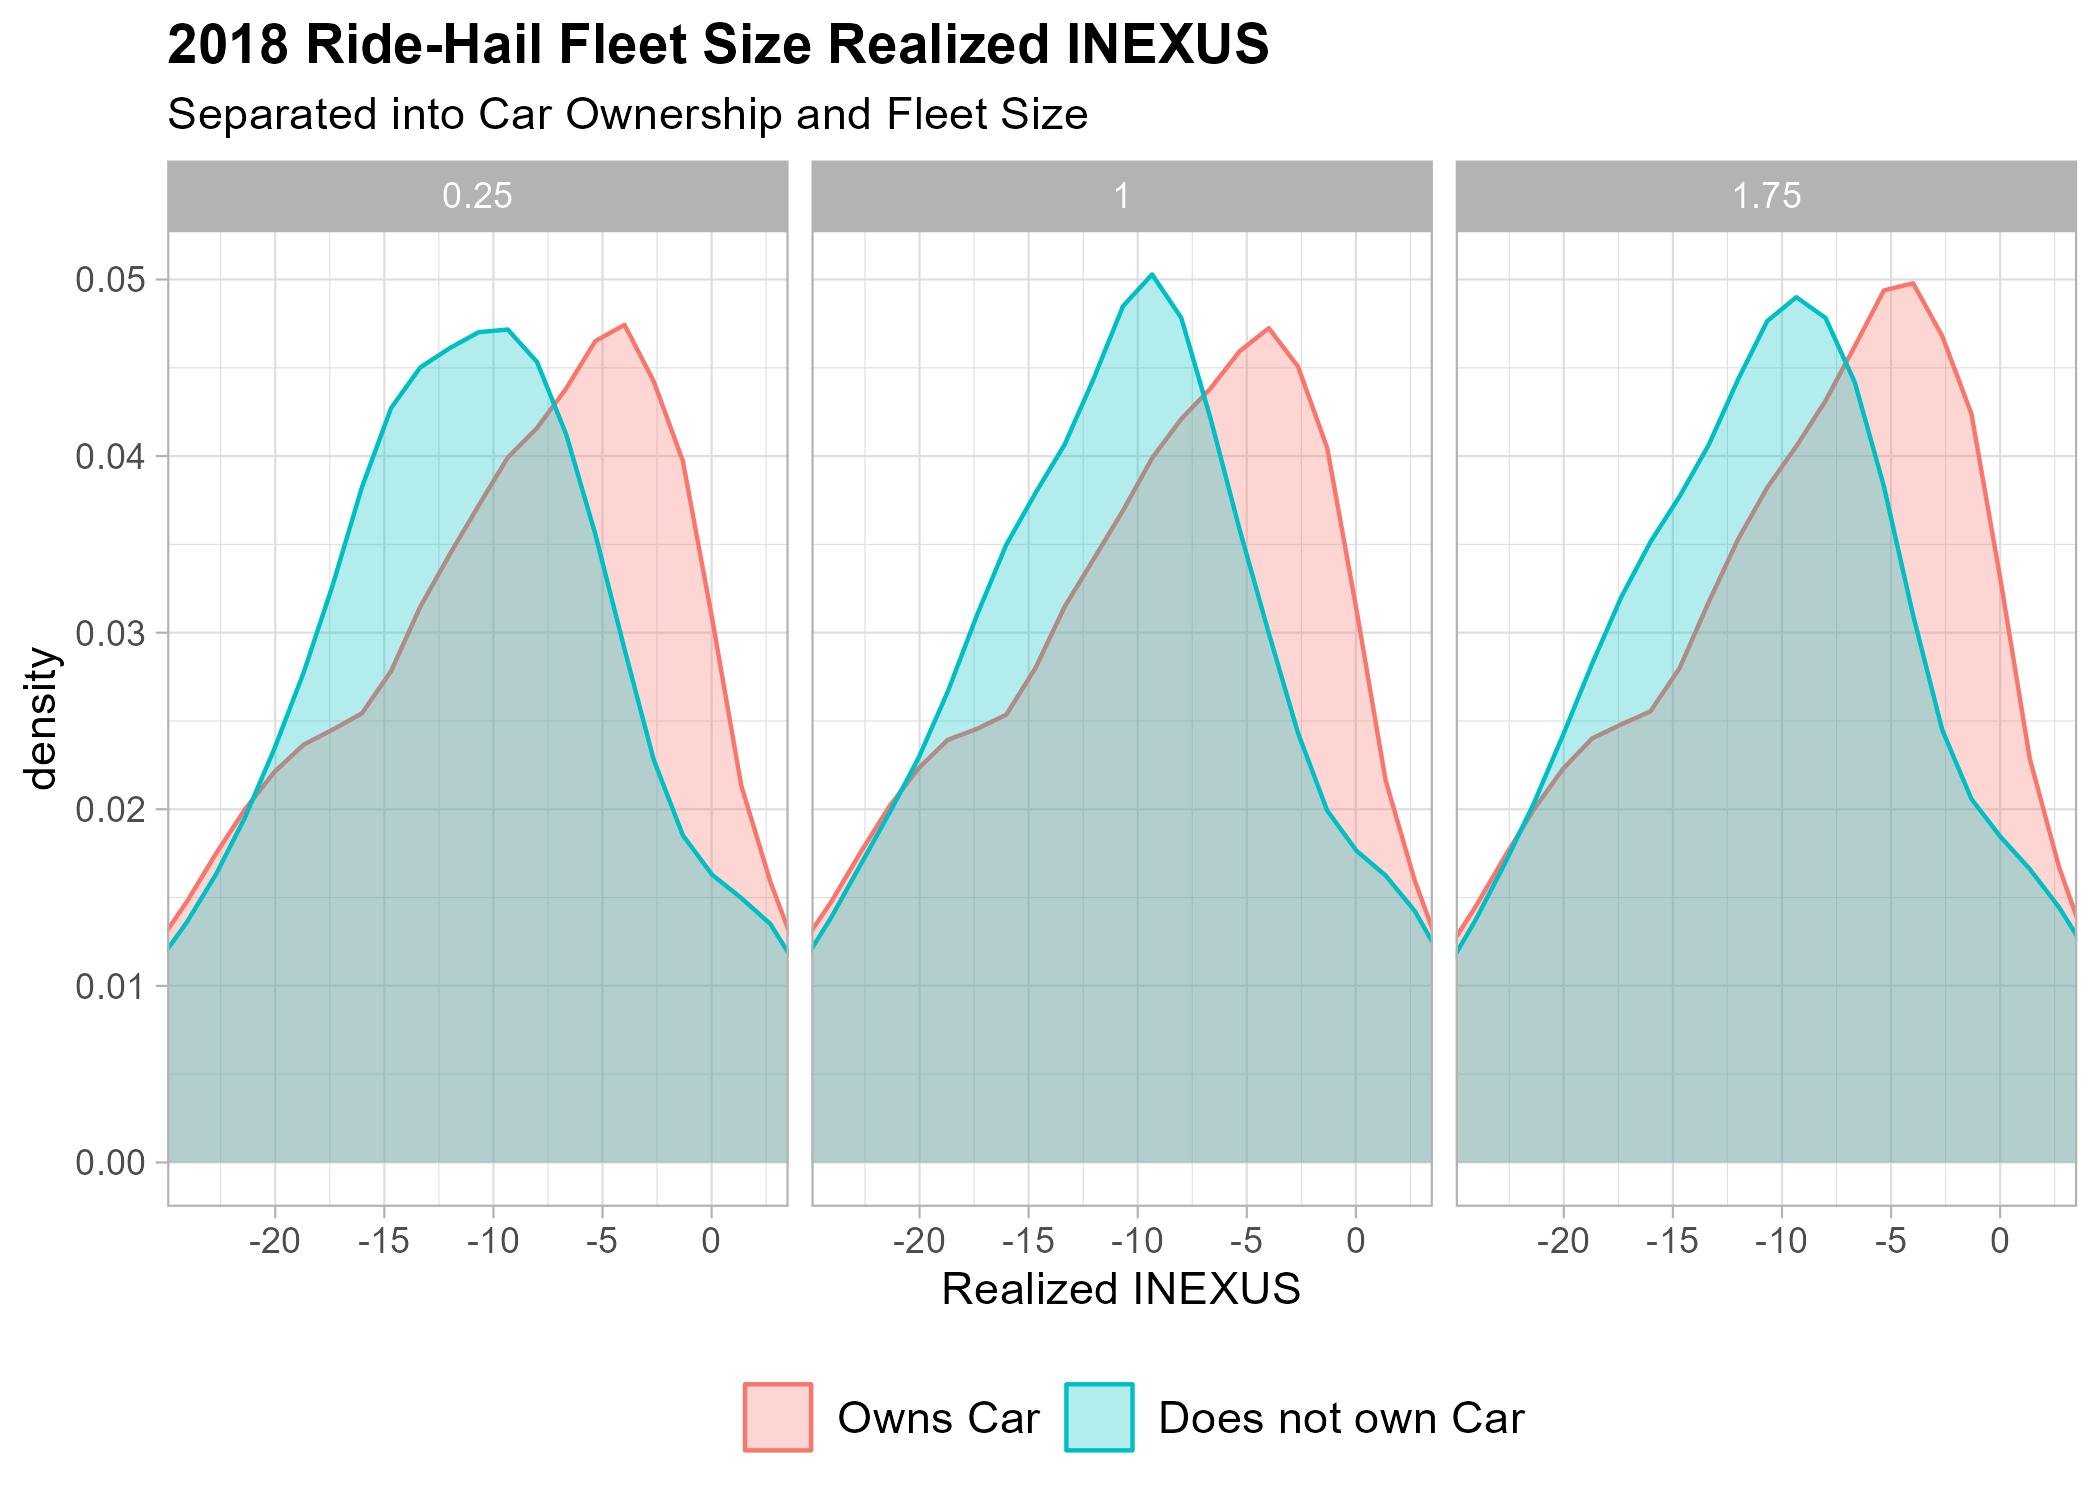 2018 Ride-Hail Fleet Size Realized INEXUS
Separated into Car Ownership and Fleet Size
0.25 1 1.75
density
0.05
0.04
0.03
0.02
0.01
0.00
-20 -15 -10 -5 0 -20 -15 -10 -5 0 -20 -15 -10 -5 0
Realized INEXUS
Owns Car Does not own Car